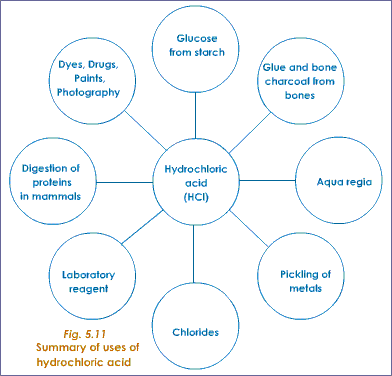 Glucose
from starch
Dyes, Drugs,
Paints,
Photography
Glue and bone
charcoal from
bones
Digestion of
proteins
in mammals
Hydrochloric
acid
(HCl)
Aqua regia
Laboratory
reagent
Pickling of
metals
Chlorides
Fig. 5.11
Summary of uses of
hydrochloric acid